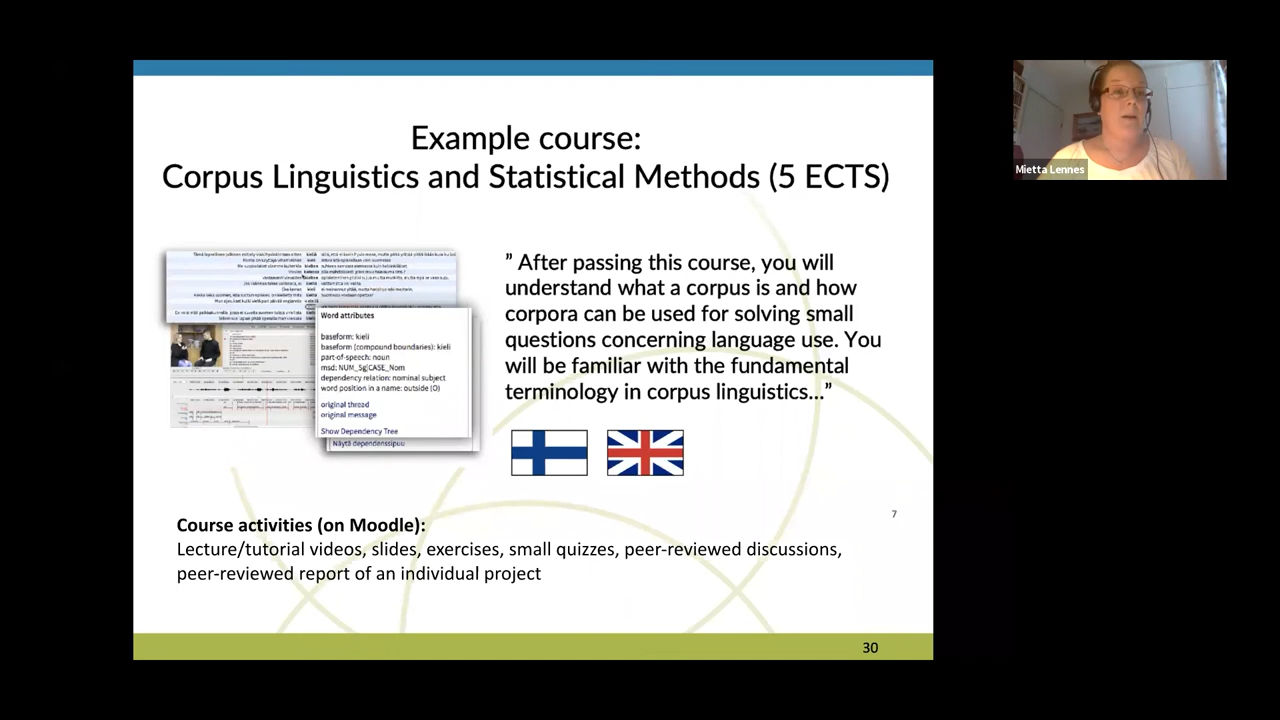 Example course:
Corpus Linguistics and Statistical Methods (5 ECTS)
Mietta Lennes
Word attributes
baseform: kieli
baseform (compound boundaries): kieli
part-of-speech: noun
msd: NUM_Sg|CASE_Nom
dependency relation: nominal subject
word position in a name: outside (O)
original thread
original message
Show Dependency Tree
Näytä dependenssipuu
” After passing this course, you will
understand what a corpus is and how
corpora can be used for solving small
questions concerning language use. You
will be familiar with the fundamental
terminology in corpus linguistics...”
7
Course activities (on Moodle):
Lecture/tutorial videos, slides, exercises, small quizzes, peer-reviewed discussions,
peer-reviewed report of an individual project
30